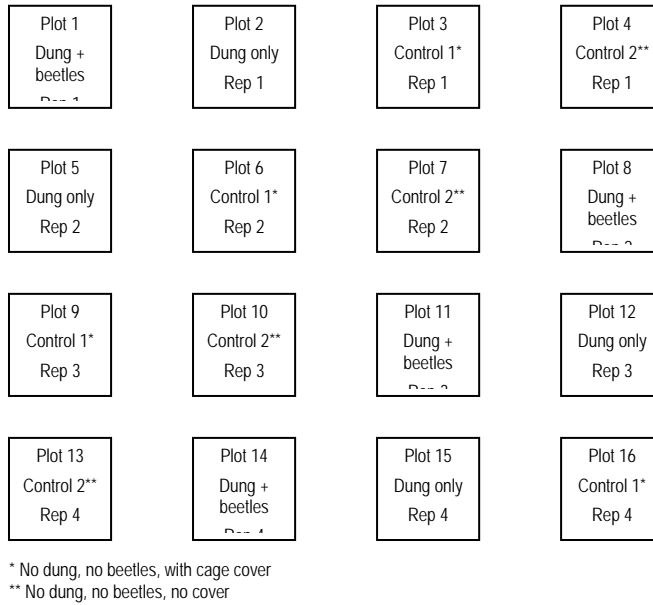 Plot 1
Dung +
beetles
Plot 2
Dung only
Rep 1
Plot 3
Control 1*
Rep 1
Plot 4
Control 2**
Rep 1
Plot 5
Dung only
Rep 2
Plot 6
Control 1*
Rep 2
Plot 7
Control 2**
Rep 2
Plot 8
Dung +
beetles
Plot 9
Control 1*
Rep 3
Plot 10
Control 2**
Rep 3
Plot 11
Dung +
beetles
Plot 12
Dung only
Rep 3
Plot 13
Control 2**
Rep 4
Plot 14
Dung +
beetles
Plot 15
Dung only
Rep 4
Plot 16
Control 1*
Rep 4
* No dung, no beetles, with cage cover
** No dung, no beetles, no cover